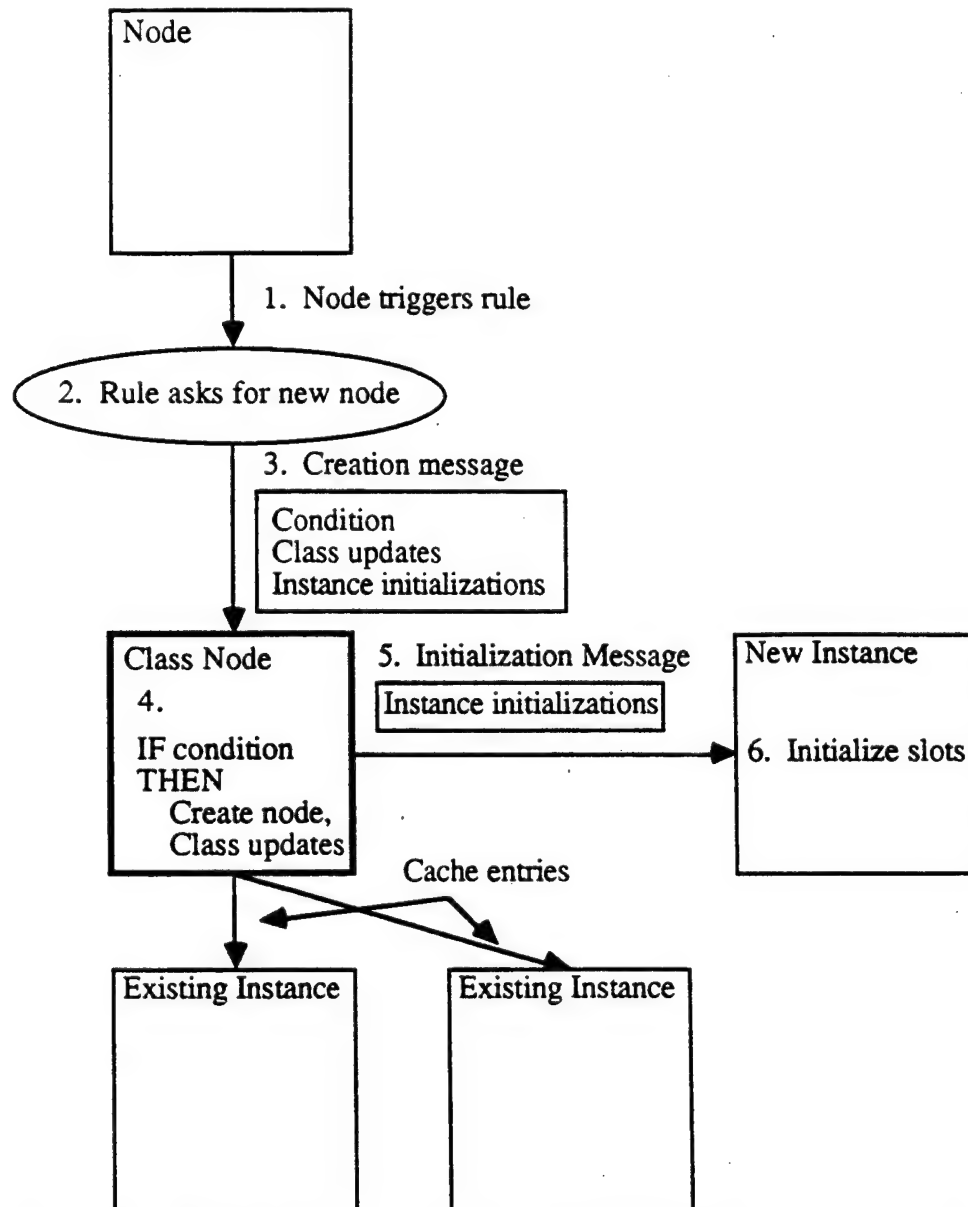 Node
1. Node triggers rule
2. Rule asks for new node
3. Creation message
Condition
Class updates
Instance initializations
Class Node
4.
IF condition
THEN
Create node,
Class updates
5. Initialization Message
Instance initializations
New Instance
6. Initialize slots
Cache entries
Existing Instance
Existing Instance